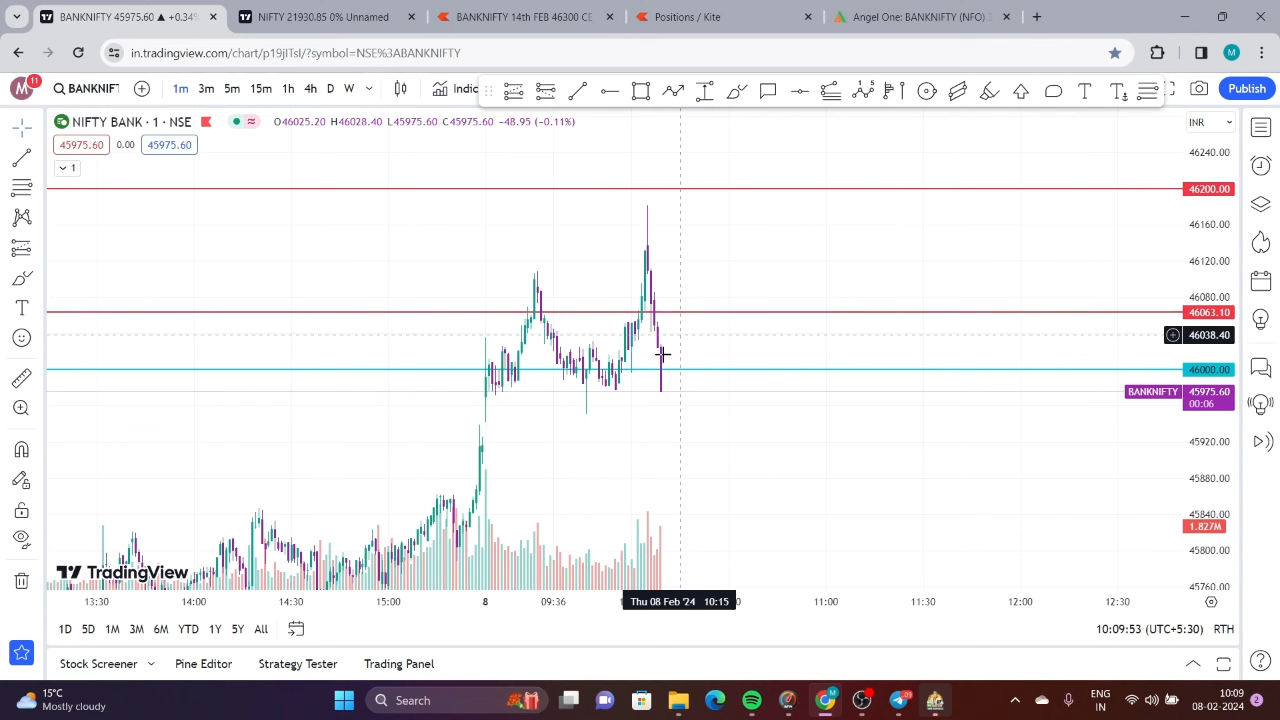 BANKNIFTY 45975.60 ▲ +0.34%
NIFTY 21930.85 0% Unnamed
BANKNIFTY 14th FEB 46300 CE
Positions / Kite
Angel One: BANKNIFTY (NFO)
in.tradingview.com/chart/p19jITsI/?symbol=NSE%3ABANKNIFTY
M
M
11
BANKNIFT
1m 3m 5m 15m 1h 4h D W
Indic
Publish
NIFTY BANK · 1 · NSE
O46025.20 H46028.40 L45975.60 C45975.60 -48.95 (-0.11%)
INR
45975.60 0.00 45975.60
1
46240.00
46200.00
46160.00
46120.00
46080.00
46063.10
46038.40
46000.00
BANKNIFTY 45975.60
00:06
45920.00
45880.00
45840.00
1.827M
45800.00
45760.00
TradingView
13:30 14:00 14:30 15:00 8 09:36 Thu 08 Feb '24 10:15 11:00 11:30 12:00 12:30
1D 5D 1M 3M 6M YTD 1Y 5Y All
10:09:53 (UTC+5:30) RTH
Stock Screener Pine Editor Strategy Tester Trading Panel
15°C
Mostly cloudy
Search
ENG
IN
10:09
08-02-2024
2